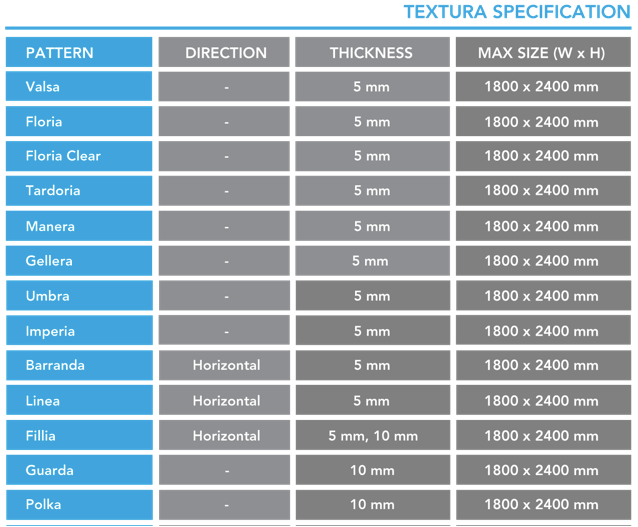 TEXTURA SPECIFICATION
PATTERN DIRECTION THICKNESS MAX SIZE (W x H)
Valsa - 5 mm 1800 x 2400 mm
Floria - 5 mm 1800 x 2400 mm
Floria Clear - 5 mm 1800 x 2400 mm
Tardoria - 5 mm 1800 x 2400 mm
Manera - 5 mm 1800 x 2400 mm
Gellera - 5 mm 1800 x 2400 mm
Umbra - 5 mm 1800 x 2400 mm
Imperia - 5 mm 1800 x 2400 mm
Barranda Horizontal 5 mm 1800 x 2400 mm
Linea Horizontal 5 mm 1800 x 2400 mm
Fillia Horizontal 5 mm, 10 mm 1800 x 2400 mm
Guarda - 10 mm 1800 x 2400 mm
Polka - 10 mm 1800 x 2400 mm